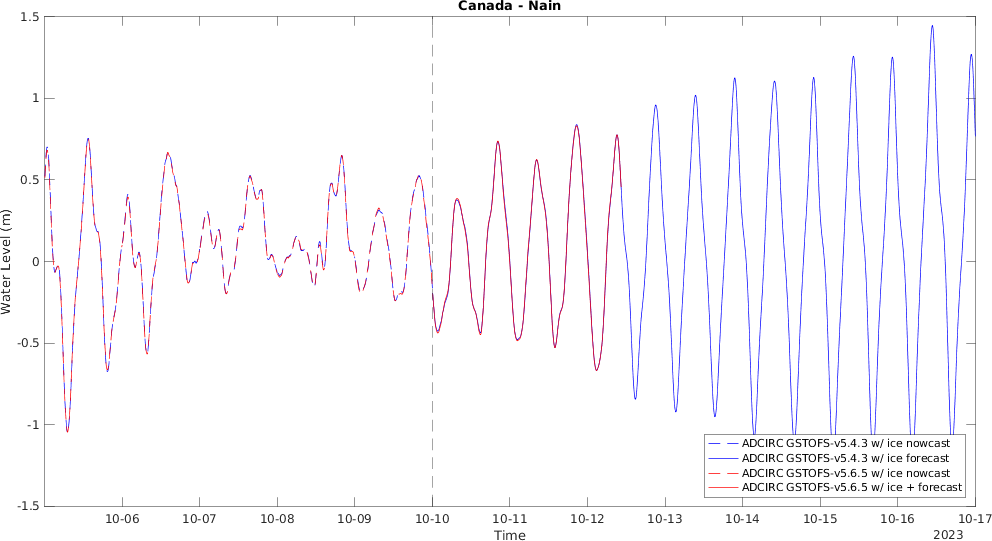 Canada - Nain
1.5
1
0.5
0
-0.5
-1
-1.5
Water Level (m)
ADCIRC GSTOFS-v5.4.3 w/ ice nowcast
ADCIRC GSTOFS-v5.4.3 w/ ice forecast
ADCIRC GSTOFS-v5.6.5 w/ ice nowcast
ADCIRC GSTOFS-v5.6.5 w/ ice + forecast
10-06 10-07 10-08 10-09 10-10 10-11 10-12 10-13 10-14 10-15 10-16 10-17
Time
2023